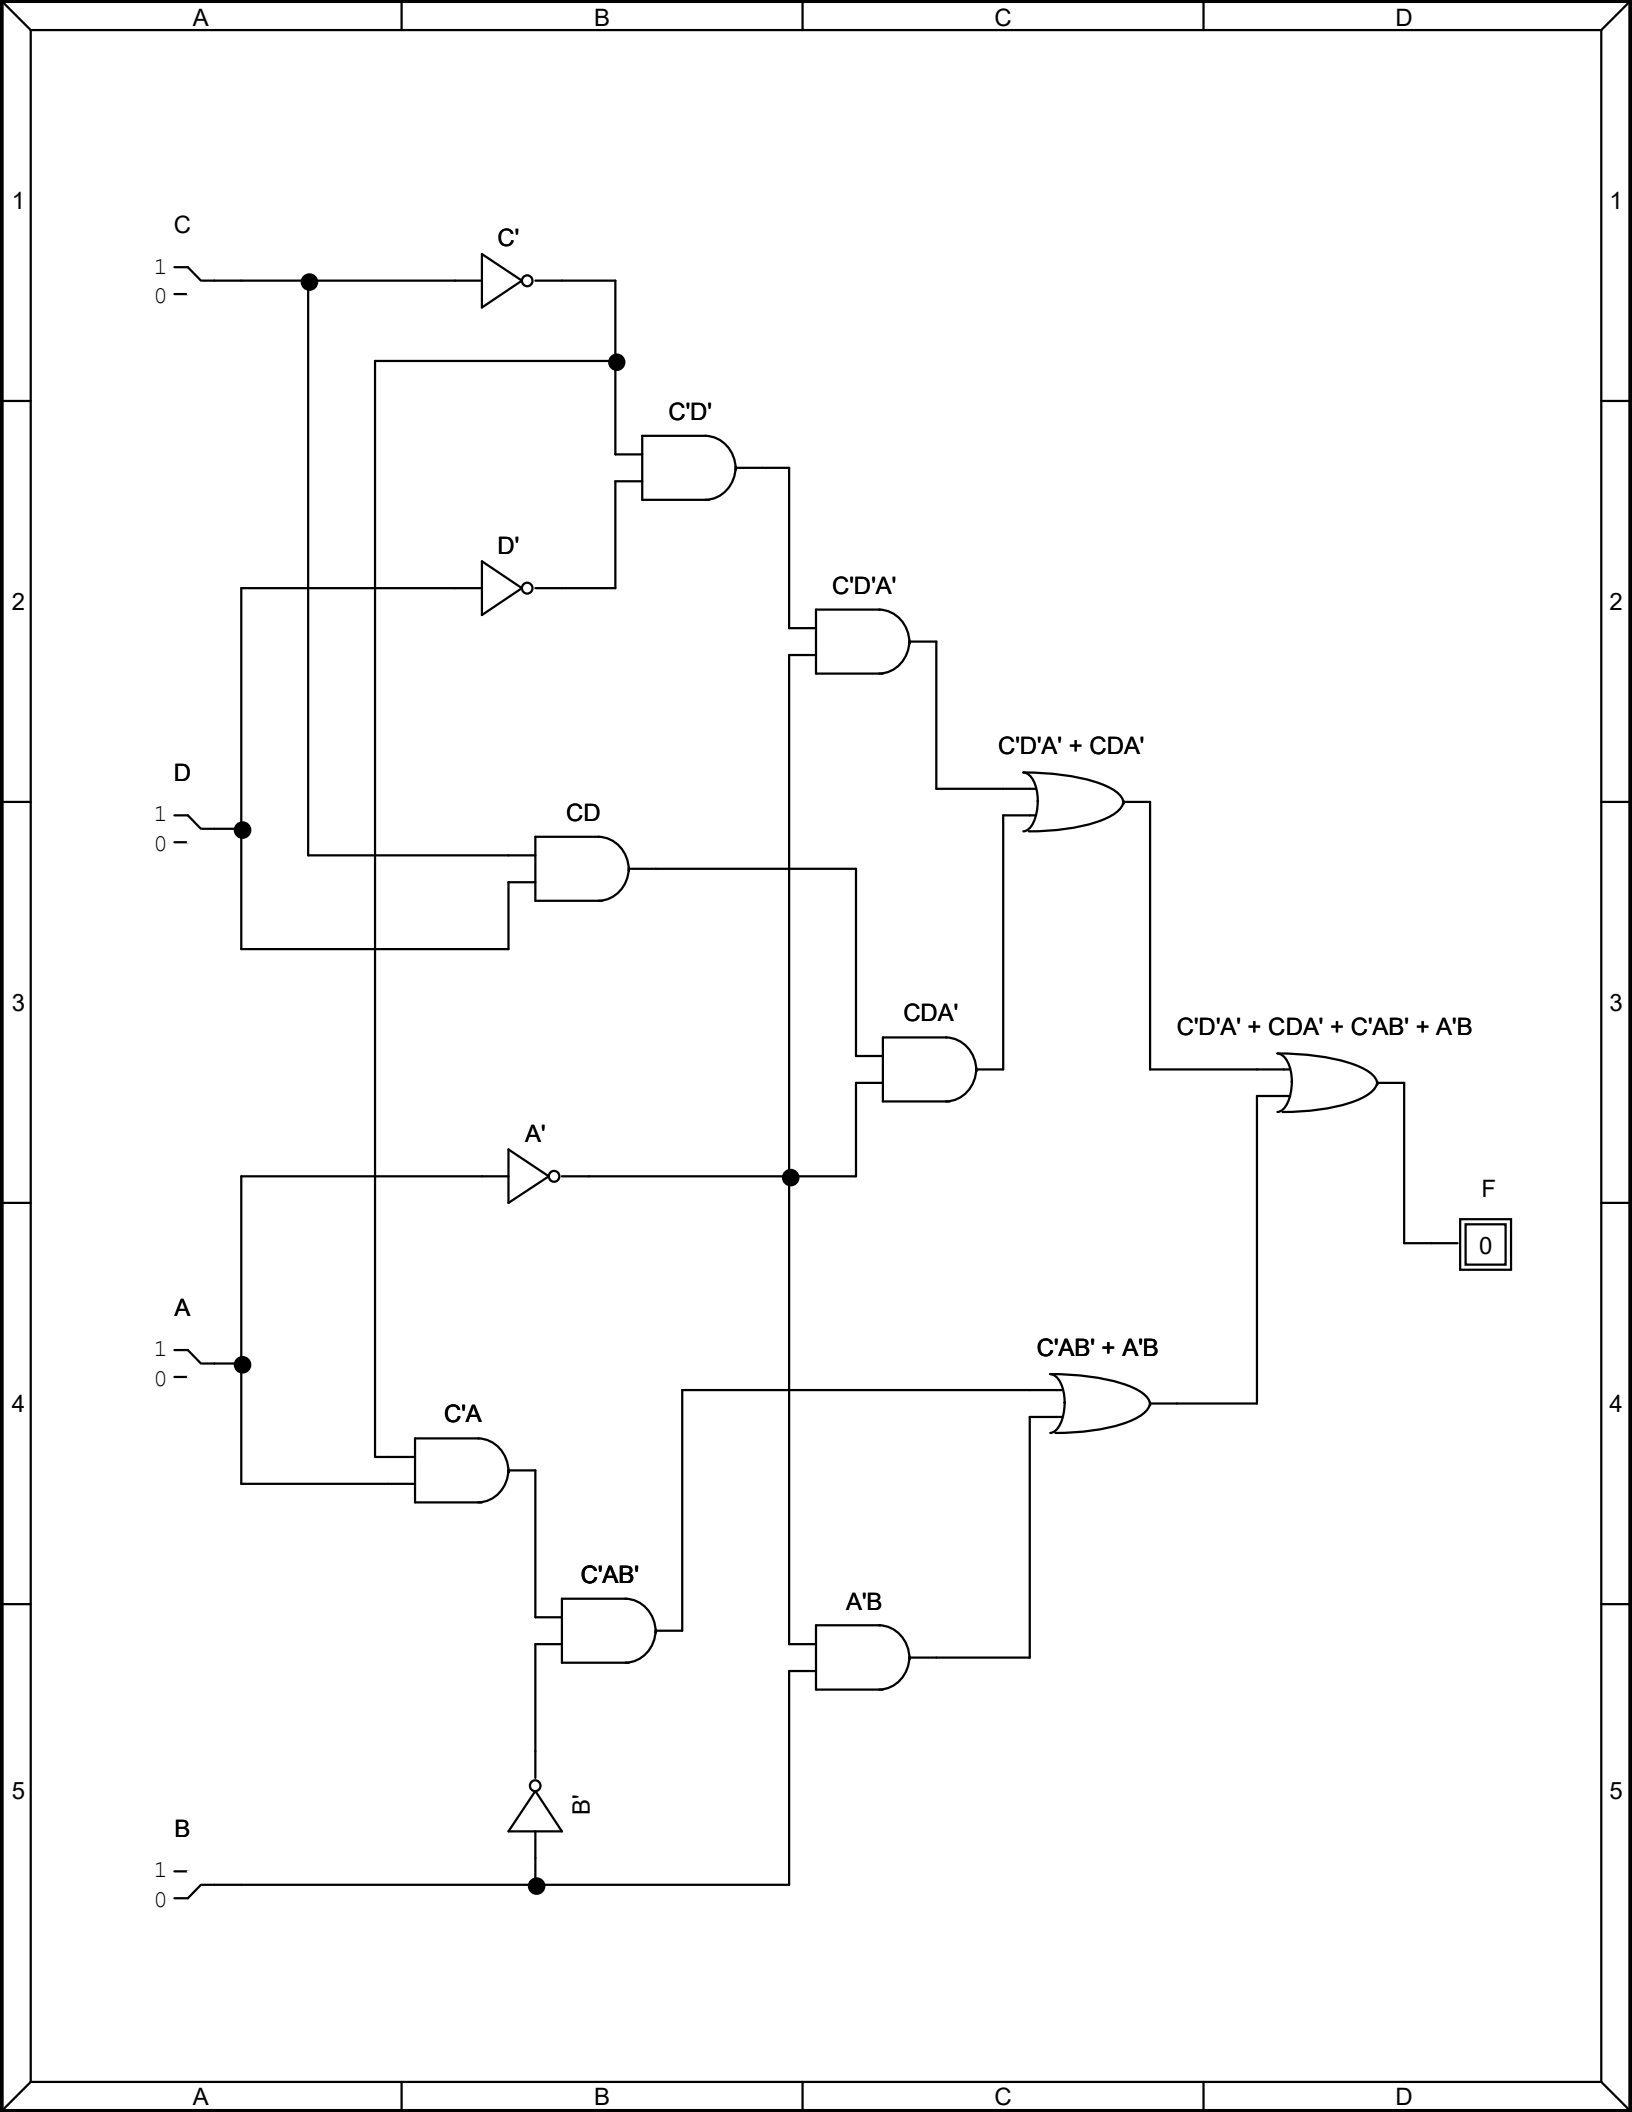 A B C D
1 1
C
C'
1
0
C'D'
D'
2 2
C'D'A'
C'D'A' + CDA'
D
1
0
CD
3 3
CDA'
C'D'A' + CDA' + C'AB' + A'B
A'
F
0
A
1
0
C'AB' + A'B
4 4
C'A
C'AB'
A'B
5 5
B'
B
1
0
A B C D